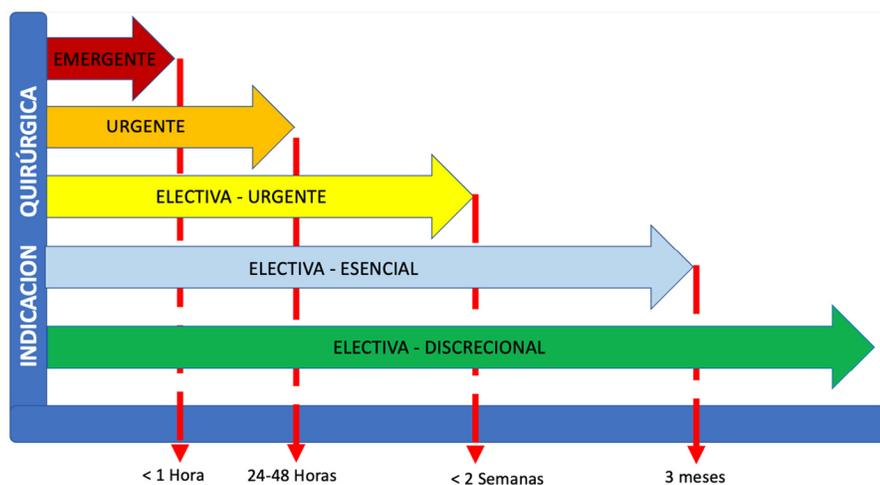 INDICACION QUIRÚRGICA
EMERGENTE
URGENTE
ELECTIVA - URGENTE
ELECTIVA - ESENCIAL
ELECTIVA - DISCRECIONAL
< 1 Hora
24-48 Horas
< 2 Semanas
3 meses